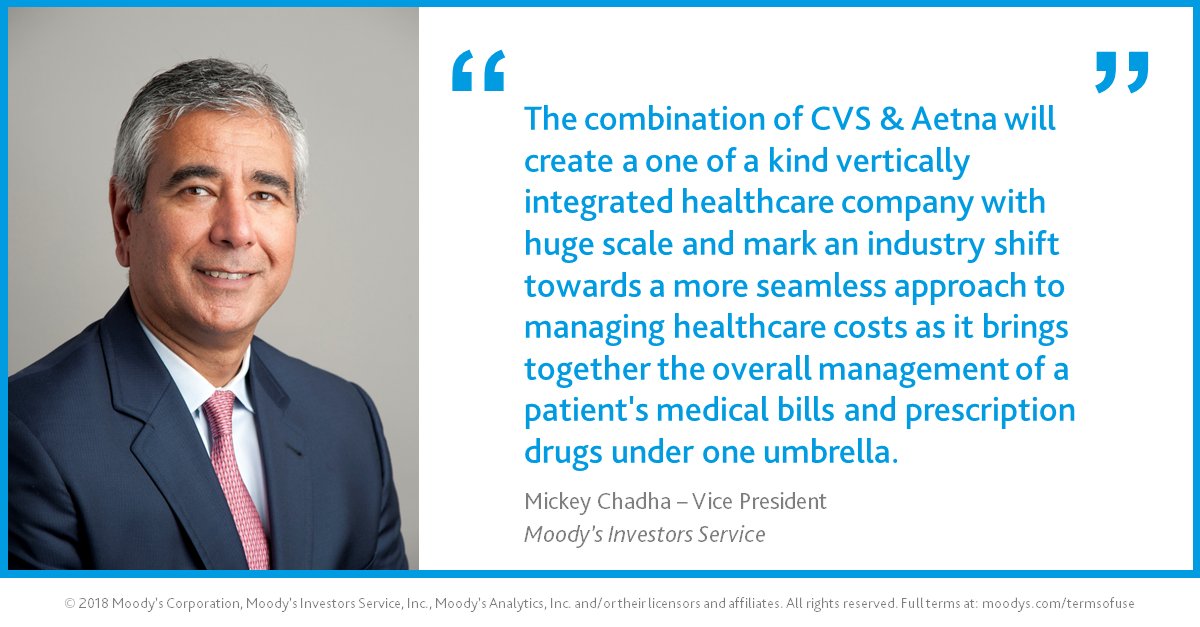 “ ”
The combination of CVS & Aetna will
create a one of a kind vertically
integrated healthcare company with
huge scale and mark an industry shift
towards a more seamless approach to
managing healthcare costs as it brings
together the overall management of a
patient's medical bills and prescription
drugs under one umbrella.
Mickey Chadha – Vice President
Moody's Investors Service
© 2018 Moody's Corporation, Moody's Investors Service, Inc., Moody's Analytics, Inc. and/or their licensors and affiliates. All rights reserved. Full terms at: moodys.com/termsofuse